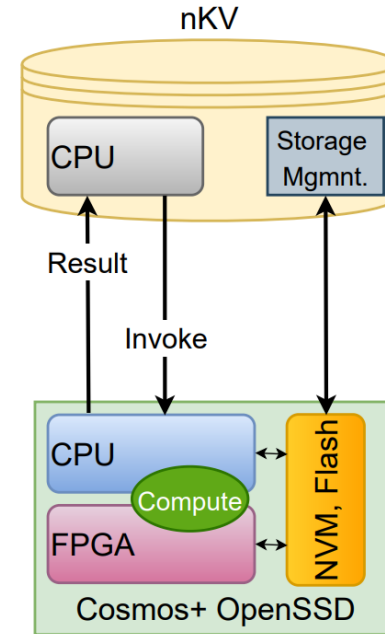 nKV
CPU
Storage
Mgmnt.
Result
Invoke
CPU
Compute
FPGA
NVM, Flash
Cosmos+ OpenSSD